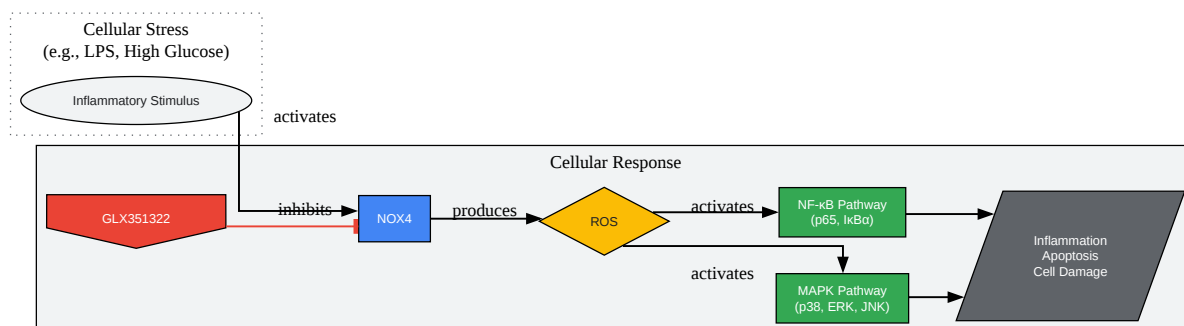 Cellular Stress
(e.g., LPS, High Glucose)
Inflammatory Stimulus
activates
Cellular Response
GLX351322
inhibits
NOX4
produces
ROS
activates
NF-κB Pathway
(p65, IκBα)
activates
MAPK Pathway
(p38, ERK, JNK)
Inflammation
Apoptosis
Cell Damage